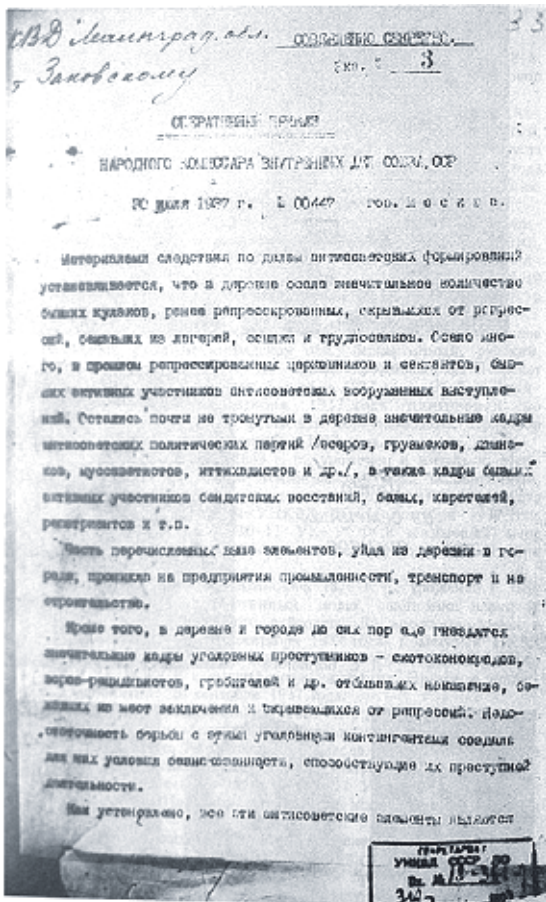 33
СОВЕРШЕННО СЕКРЕТНО.
Ленинград. обл.
т. Заковскому
Экз. № 3
ОПЕРАТИВНЫЙ ПРИКАЗ
НАРОДНОГО КОМИССАРА ВНУТРЕННИХ ДЕЛ СОЮЗА ССР
30 июля 1937 г. № 00447 гор. Москва.
Материалами следствия по делам антисоветских формирований
устанавливается, что в деревне осело значительное количество
бывших кулаков, ранее репрессированных, скрывшихся от репрес-
сий, бежавших из лагерей, ссылки и трудпоселков. Осело мно-
го, в прошлом репрессированных церковников и сектантов, быв-
ших активных участников антисоветских вооруженных выступле-
ний. Остались почти не тронутыми в деревне значительные кадры
антисоветских политических партий /эсеров, грузмеков, дашна-
ков, муссаватистов, иттихадистов и др./, а также кадры бывших
активных участников бандитских восстаний, белых, карателей,
репатриантов и т.п.
Часть перечисленных выше элементов, уйдя из деревни в го-
рода, проникла на предприятия промышленности, транспорт и на
строительство.
Кроме того, в деревне и городе до сих пор еще гнездятся
значительные кадры уголовных преступников - скотоконокрадов,
воров-рецидивистов, грабителей и др. отбывавших наказание, бе-
жавших из мест заключения и скрывающихся от репрессий. Недо-
статочность борьбы с этими уголовными контингентами создала
для них условия безнаказанности, способствующие их преступной
деятельности.
Как установлено, все эти антисоветские элементы являются
СЕКРЕТАРИАТ
УНКВД СССР ПО
Вх. №